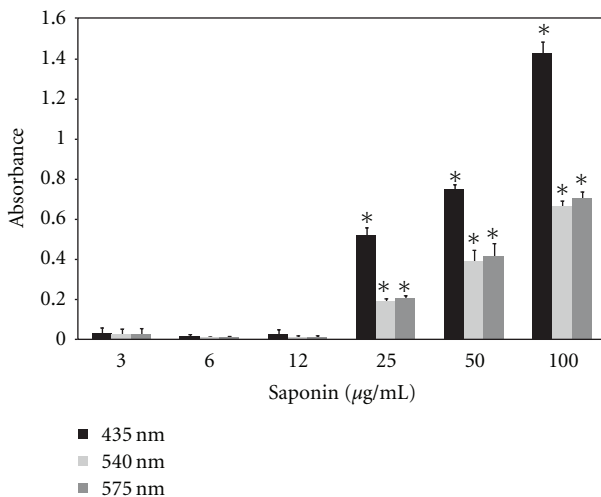 1.6
1.4
1.2
1
0.8
0.6
0.4
0.2
0
Absorbance
* * * * * * * * *
3 6 12 25 50 100
Saponin (μg/mL)
435 nm
540 nm
575 nm